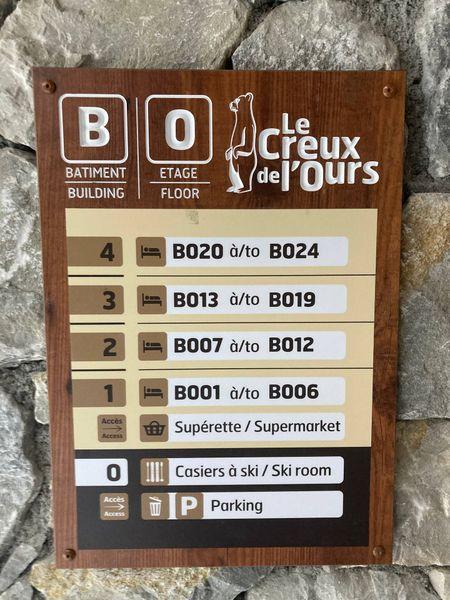 B
BATIMENT
BUILDING
0
ETAGE
FLOOR
Le
Creux
de l'Ours
4 B020 à/to B024
3 B013 à/to B019
2 B007 à/to B012
1 B001 à/to B006
Accès
Access
Supérette / Supermarket
0 Casiers à ski / Ski room
Accès
Access
P Parking